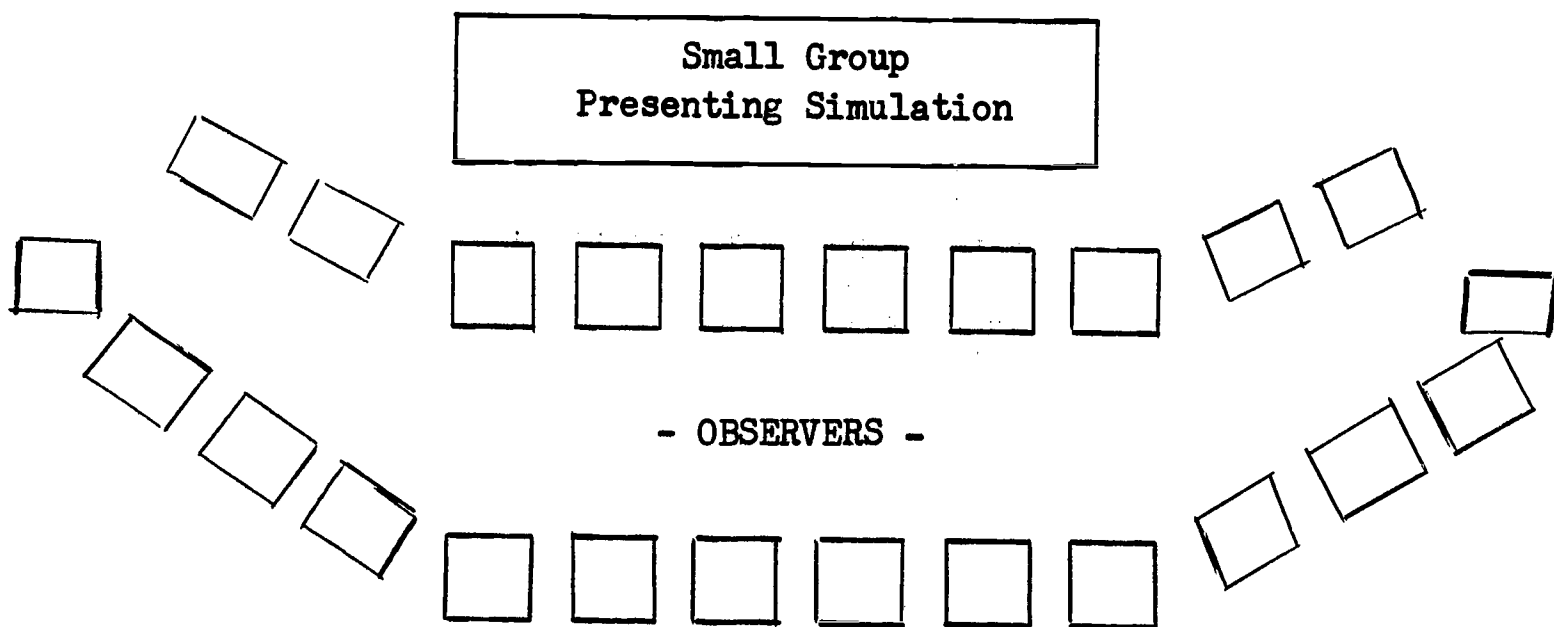 Small Group
Presenting Simulation
- OBSERVERS -